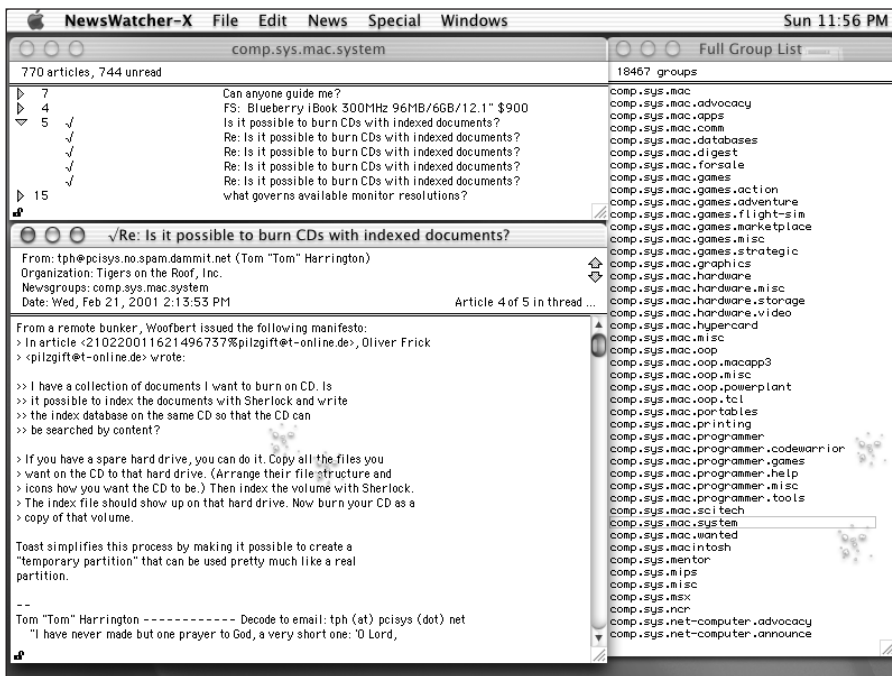 NewsWatcher-X File Edit News Special Windows Sun 11:56 PM
comp.sys.mac.system
770 articles, 744 unread
7 Can anyone guide me?
4 FS: Blueberry iBook 300MHz 96MB/6GB/12.1" $900
5 √ Is it possible to burn CDs with indexed documents?
√ Re: Is it possible to burn CDs with indexed documents?
√ Re: Is it possible to burn CDs with indexed documents?
√ Re: Is it possible to burn CDs with indexed documents?
√ Re: Is it possible to burn CDs with indexed documents?
15 what governs available monitor resolutions?
√Re: Is it possible to burn CDs with indexed documents?
From: tph@pcisys.no.spam.dammit.net (Tom "Tom" Harrington)
Organization: Tigers on the Roof, Inc.
Newsgroups: comp.sys.mac.system
Date: Wed, Feb 21, 2001 2:13:53 PM Article 4 of 5 in thread ...
From a remote bunker, Woofbert issued the following manifesto:
> In article <210220011621496737%pilzgift@t-online.de>, Oliver Frick
> <pilzgift@t-online.de> wrote:
>> I have a collection of documents I want to burn on CD. Is
>> it possible to index the documents with Sherlock and write
>> the index database on the same CD so that the CD can
>> be searched by content?
> If you have a spare hard drive, you can do it. Copy all the files you
> want on the CD to that hard drive. (Arrange their file structure and
> icons how you want the CD to be.) Then index the volume with Sherlock.
> The index file should show up on that hard drive. Now burn your CD as a
> copy of that volume.
Toast simplifies this process by making it possible to create a
"temporary partition" that can be used pretty much like a real
partition.
--
Tom "Tom" Harrington ------------ Decode to email: tph (at) pcisys (dot) net
"I have never made but one prayer to God, a very short one: 'O Lord,
Full Group List
18467 groups
comp.sys.mac
comp.sys.mac.advocacy
comp.sys.mac.apps
comp.sys.mac.comm
comp.sys.mac.databases
comp.sys.mac.digest
comp.sys.mac.forsale
comp.sys.mac.games
comp.sys.mac.games.action
comp.sys.mac.games.adventure
comp.sys.mac.games.flight-sim
comp.sys.mac.games.marketplace
comp.sys.mac.games.misc
comp.sys.mac.games.strategic
comp.sys.mac.graphics
comp.sys.mac.hardware
comp.sys.mac.hardware.misc
comp.sys.mac.hardware.storage
comp.sys.mac.hardware.video
comp.sys.mac.hypercard
comp.sys.mac.misc
comp.sys.mac.oop
comp.sys.mac.oop.macapp3
comp.sys.mac.oop.misc
comp.sys.mac.oop.powerplant
comp.sys.mac.oop.tcl
comp.sys.mac.portables
comp.sys.mac.printing
comp.sys.mac.programmer
comp.sys.mac.programmer.codewarrior
comp.sys.mac.programmer.games
comp.sys.mac.programmer.help
comp.sys.mac.programmer.misc
comp.sys.mac.programmer.tools
comp.sys.mac.scitech
comp.sys.mac.system
comp.sys.mac.wanted
comp.sys.macintosh
comp.sys.mentor
comp.sys.mips
comp.sys.misc
comp.sys.msx
comp.sys.ncr
comp.sys.net-computer.advocacy
comp.sys.net-computer.announce